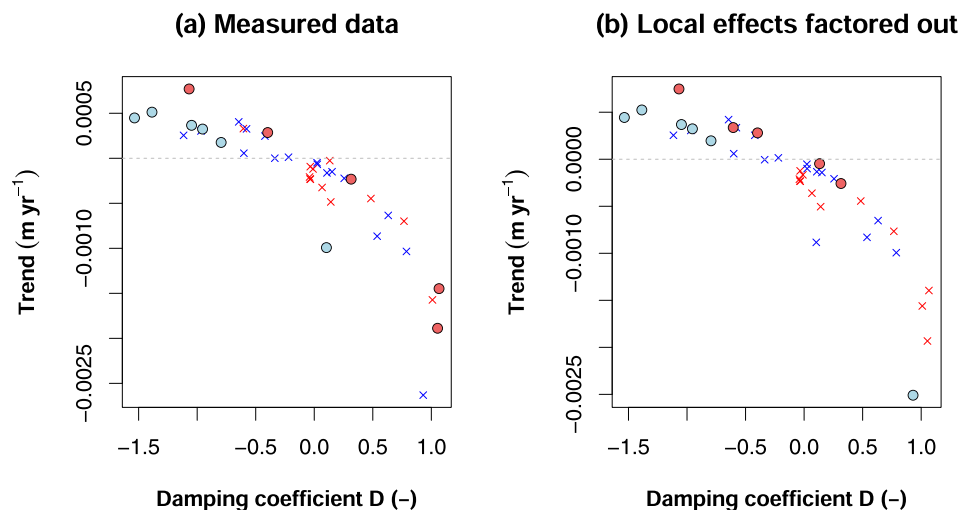 (a) Measured data
(b) Local effects factored out
Trend (m yr⁻¹)
0.0005
−0.0010
−0.0025
−1.5
−0.5
0.0
0.5
1.0
Damping coefficient D (−)
Trend (m yr⁻¹)
0.0000
−0.0010
−0.0025
−1.5
−0.5
0.0
0.5
1.0
Damping coefficient D (−)